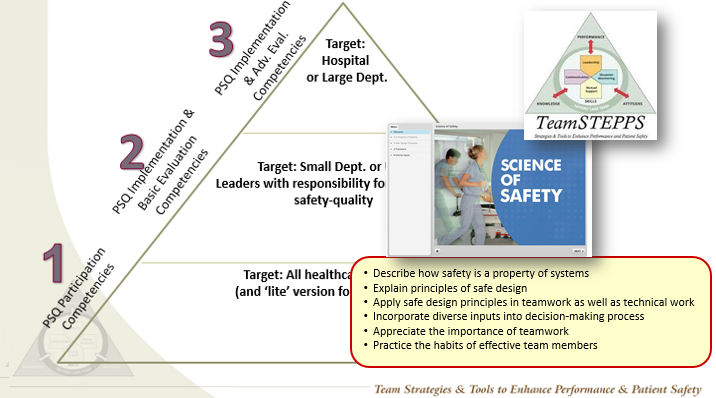 3
PSQ Implementation
& Adv. Eval.
Competencies
Target:
Hospital
or Large Dept.
PERFORMANCE
Leadership
Communication
Situation
Monitoring
Mutual
Support
KNOWLEDGE
SKILLS
ATTITUDES
TeamSTEPPS
Strategies & Tools to Enhance Performance and Patient Safety
2
PSQ Implementation &
Basic Evaluation
Competencies
Target: Small Dept. or
Leaders with responsibility for
safety-quality
Science of Safety
SCIENCE
OF
SAFETY
1
PSQ Participation
Competencies
Target: All healthca
(and ‘lite’ version fo
• Describe how safety is a property of systems
• Explain principles of safe design
• Apply safe design principles in teamwork as well as technical work
• Incorporate diverse inputs into decision-making process
• Appreciate the importance of teamwork
• Practice the habits of effective team members
Team Strategies & Tools to Enhance Performance & Patient Safety